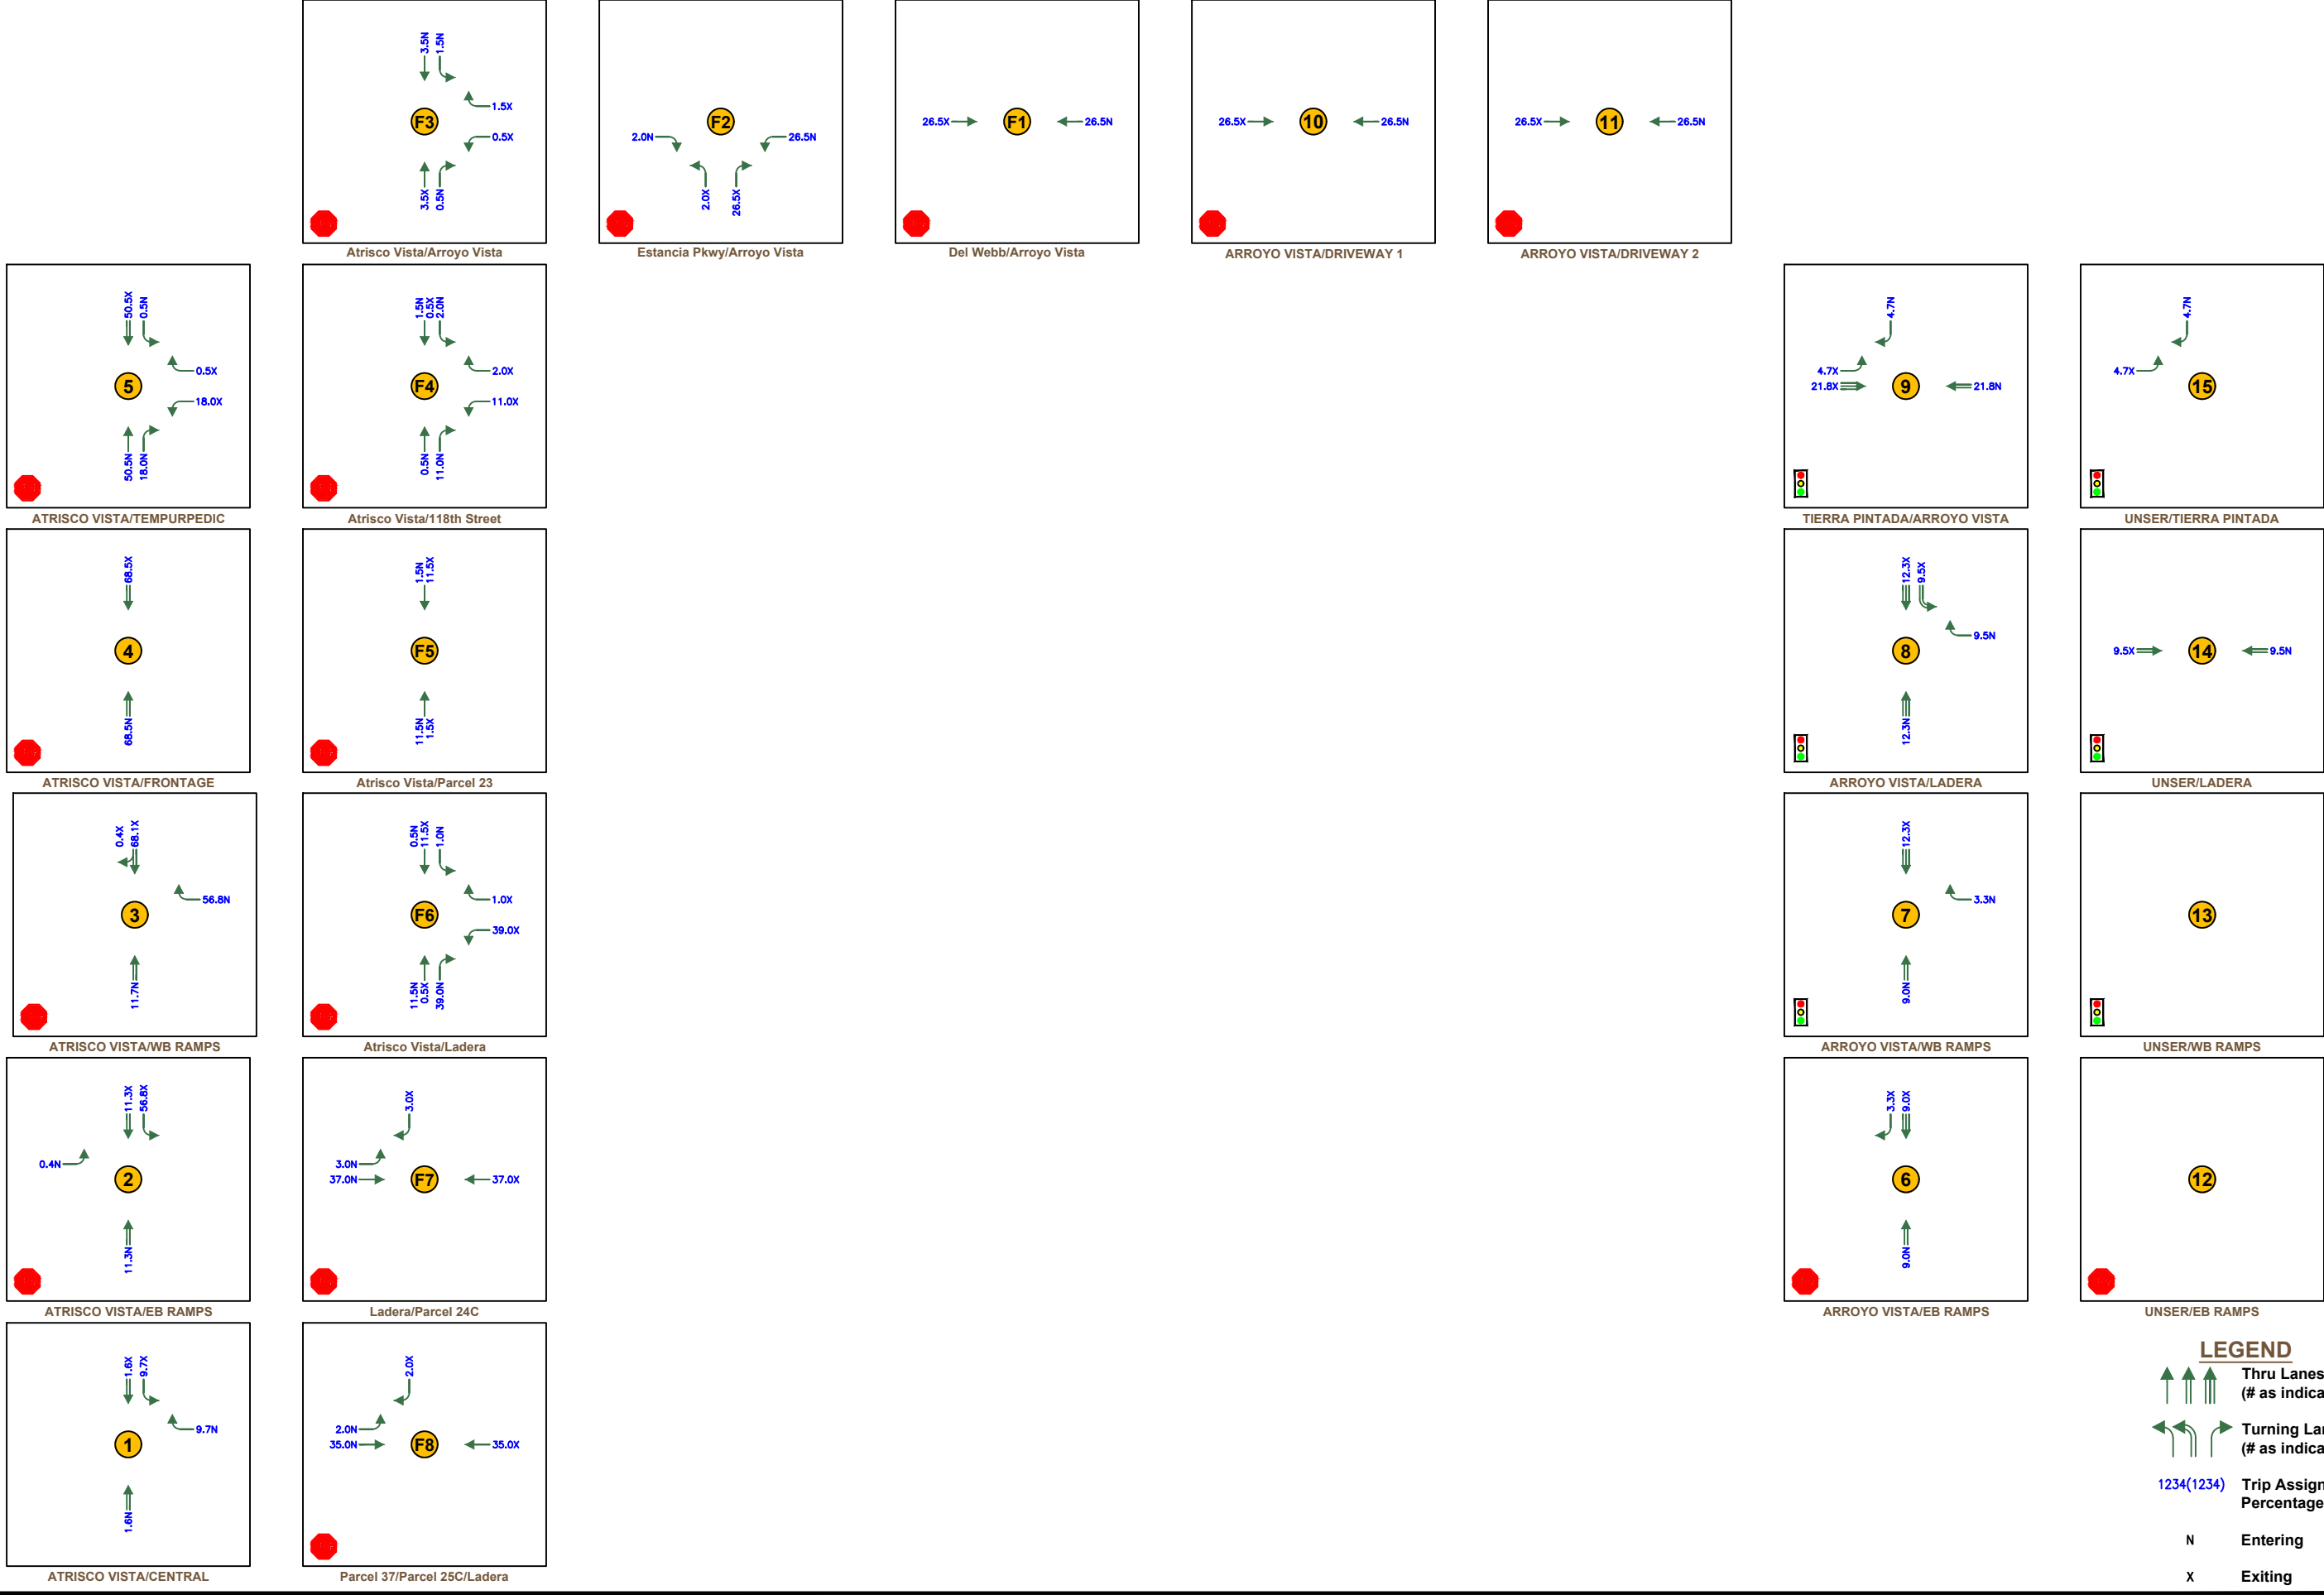 3.5N
1.5N
1.5X
F3
0.5X
3.5X
0.5N
Atrisco Vista/Arroyo Vista
F2
2.0N
26.5N
2.0X
26.5X
Estancia Pkwy/Arroyo Vista
26.5X
F1
26.5N
Del Webb/Arroyo Vista
26.5X
10
26.5N
ARROYO VISTA/DRIVEWAY 1
26.5X
11
26.5N
ARROYO VISTA/DRIVEWAY 2
50.5X
0.5N
0.5X
5
18.0X
50.5N
18.0N
ATRISCO VISTA/TEMPURPEDIC
1.5N
0.5X
2.0N
2.0X
F4
11.0X
0.5N
11.0N
Atrisco Vista/118th Street
4.7N
4.7X
21.8X
9
21.8N
TIERRA PINTADA/ARROYO VISTA
4.7N
4.7X
15
UNSER/TIERRA PINTADA
68.5X
4
68.5N
ATRISCO VISTA/FRONTAGE
1.5N
11.5X
F5
11.5N
1.5X
Atrisco Vista/Parcel 23
12.3X
9.5X
9.5N
8
12.3N
ARROYO VISTA/LADERA
9.5X
14
9.5N
UNSER/LADERA
0.4X
68.1X
56.8N
3
11.7N
ATRISCO VISTA/WB RAMPS
0.5N
11.5X
1.0N
1.0X
F6
39.0X
11.5N
0.5X
39.0N
Atrisco Vista/Ladera
12.3X
3.3N
7
9.0N
ARROYO VISTA/WB RAMPS
13
UNSER/WB RAMPS
11.3X
56.8X
0.4N
2
11.3N
ATRISCO VISTA/EB RAMPS
3.0X
3.0N
37.0N
F7
37.0X
Ladera/Parcel 24C
3.3X
9.0X
6
9.0N
ARROYO VISTA/EB RAMPS
12
UNSER/EB RAMPS
1.6X
9.7X
9.7N
1
1.6N
ATRISCO VISTA/CENTRAL
2.0X
2.0N
35.0N
F8
35.0X
Parcel 37/Parcel 25C/Ladera
LEGEND
Thru Lanes
(# as indica
Turning La
(# as indica
1234(1234) Trip Assign
Percentage
N Entering
X Exiting